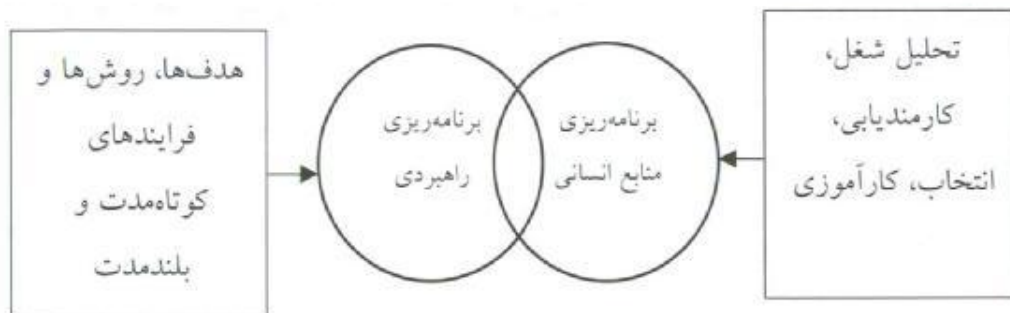 تحلیل شغل،
کارمندیابی،
انتخاب، کارآموزی
برنامه‌ریزی
منابع انسانی
برنامه‌ریزی
راهبردی
هدف‌ها، روش‌ها و
فرایندهای
کوتاه‌مدت و
بلندمدت